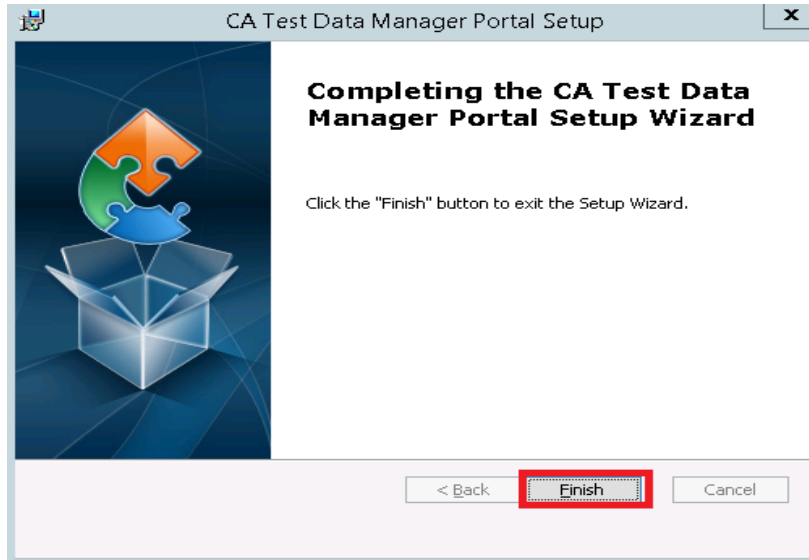 CA Test Data Manager Portal Setup
x
Completing the CA Test Data
Manager Portal Setup Wizard
Click the "Finish" button to exit the Setup Wizard.
< Back
Finish
Cancel